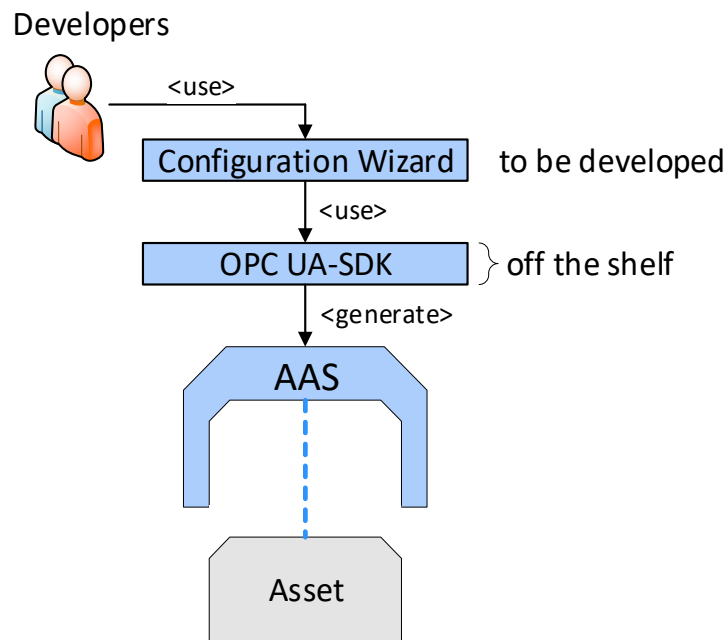 Developers
<use>
Configuration Wizard
to be developed
<use>
OPC UA-SDK
off the shelf
<generate>
AAS
Asset